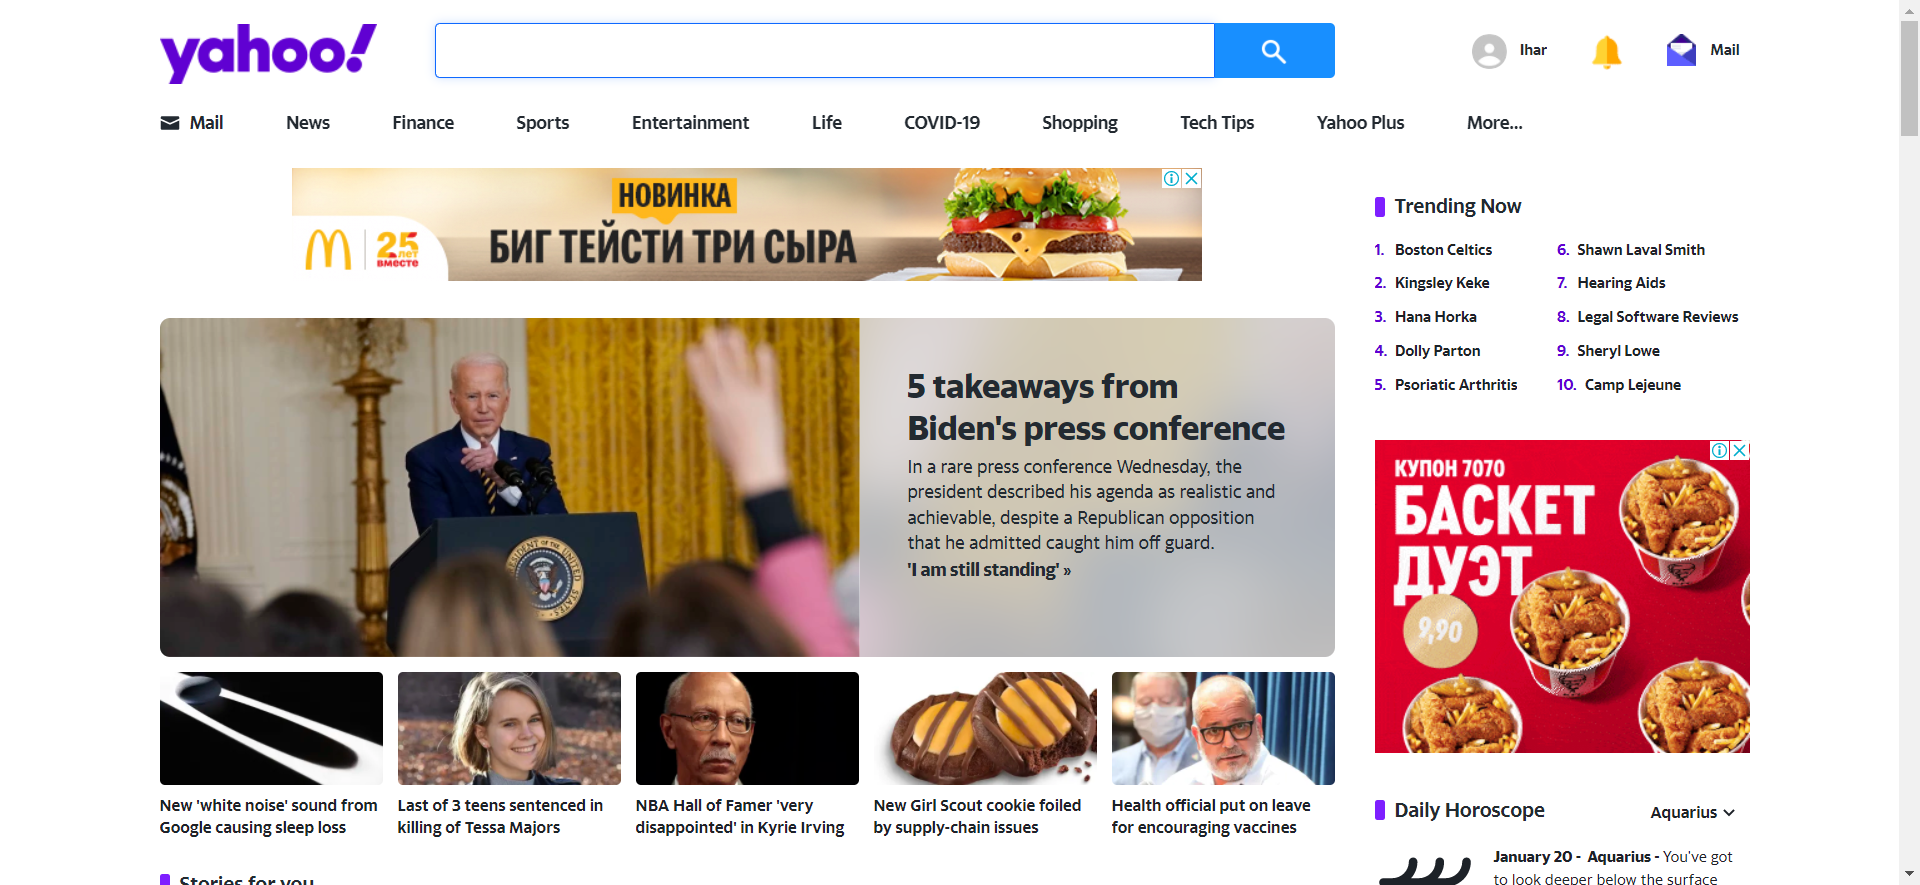 yahoo!
Ihar
Mail
Mail
News
Finance
Sports
Entertainment
Life
COVID-19
Shopping
Tech Tips
Yahoo Plus
More...
НОВИНКА
БИГ ТЕЙСТИ ТРИ СЫРА
25
лет
ВМЕСТЕ
Trending Now
1. Boston Celtics
2. Kingsley Keke
3. Hana Horka
4. Dolly Parton
5. Psoriatic Arthritis
6. Shawn Laval Smith
7. Hearing Aids
8. Legal Software Reviews
9. Sheryl Lowe
10. Camp Lejeune
5 takeaways from
Biden's press conference
In a rare press conference Wednesday, the
president described his agenda as realistic and
achievable, despite a Republican opposition
that he admitted caught him off guard.
'I am still standing' »
PRESIDENT OF THE UNITED STATES
КУПОН 7070
БАСКЕТ
ДУЭТ
9,90
New 'white noise' sound from
Google causing sleep loss
Last of 3 teens sentenced in
killing of Tessa Majors
NBA Hall of Famer 'very
disappointed' in Kyrie Irving
New Girl Scout cookie foiled
by supply-chain issues
Health official put on leave
for encouraging vaccines
Daily Horoscope
Aquarius
January 20 - Aquarius - You've got
to look deeper below the surface
Stories for you